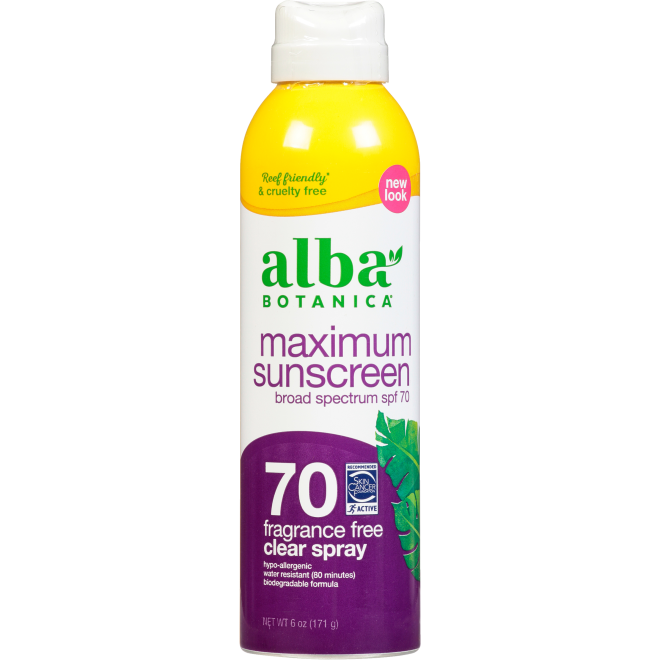 Reef friendly*
& cruelty free
new
look
alba
BOTANICA®
maximum
sunscreen
broad spectrum spf 70
70
RECOMMENDED
SKIN
CANCER
FOUNDATION
ACTIVE
fragrance free
clear spray
hypo-allergenic
water resistant (80 minutes)
biodegradable formula
NET WT 6 oz (171 g)